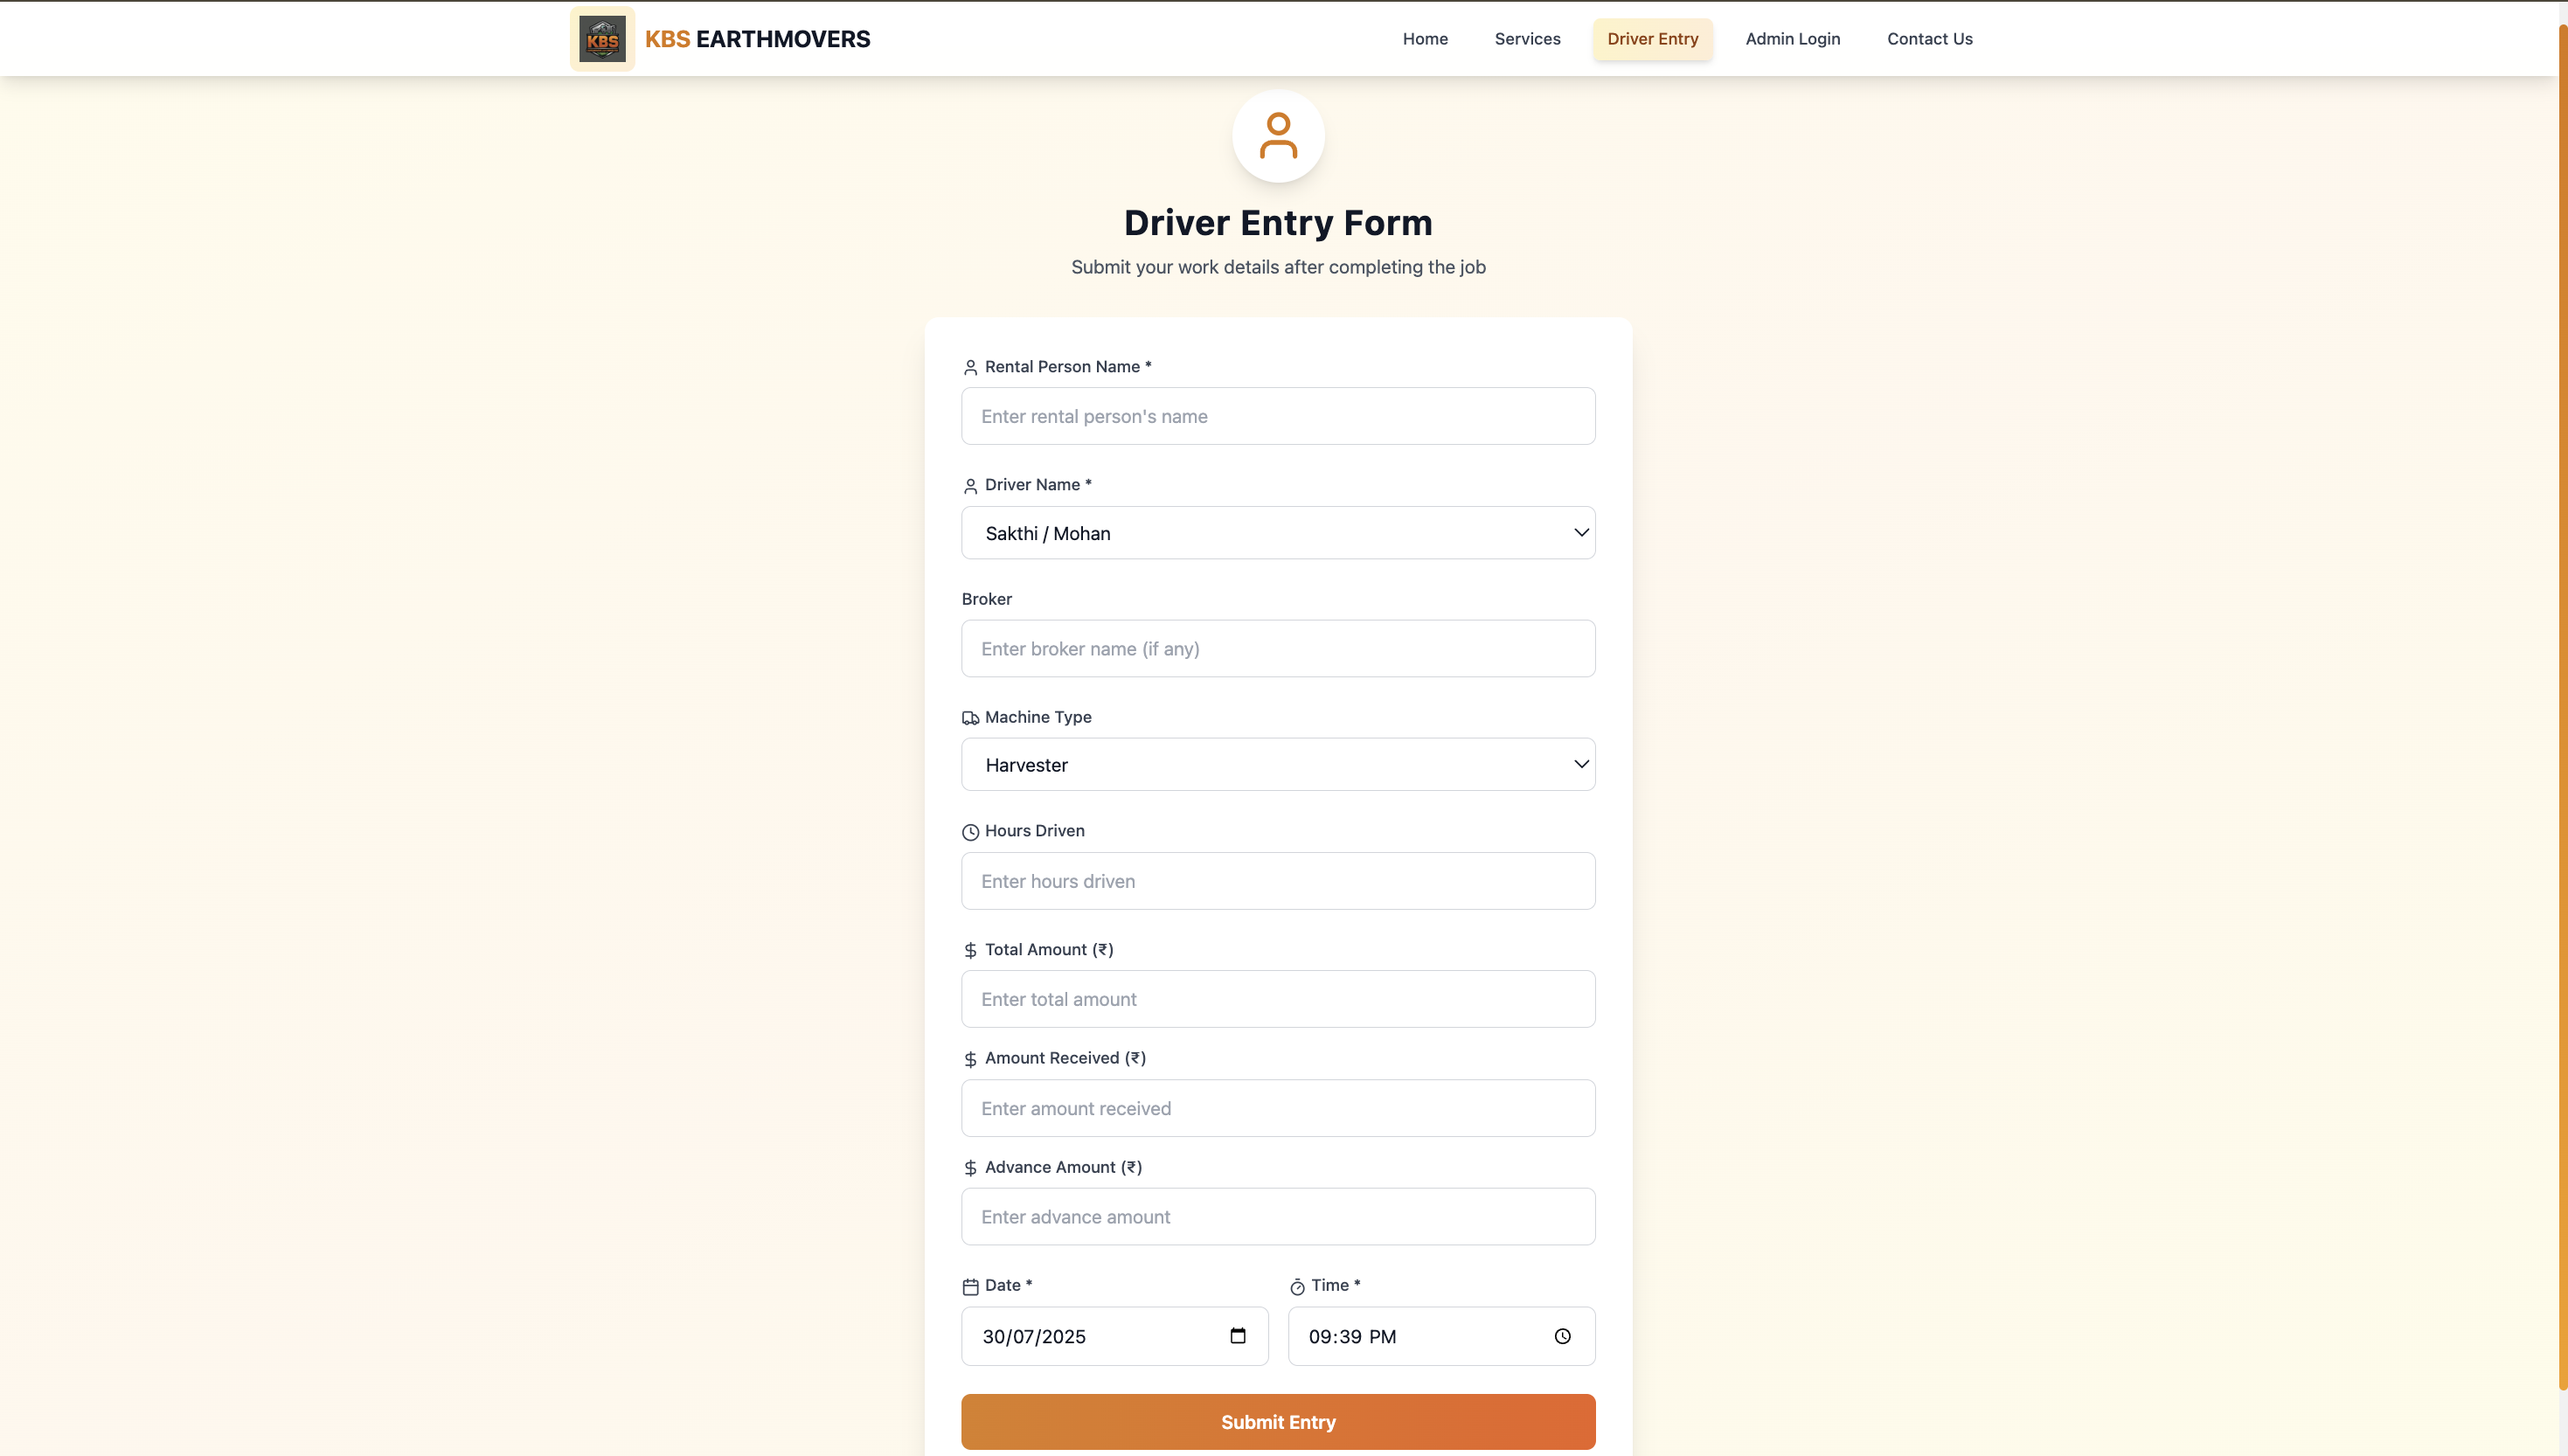 KBS
KBS EARTHMOVERS
Home
Services
Driver Entry
Admin Login
Contact Us
Driver Entry Form
Submit your work details after completing the job
Rental Person Name *
Enter rental person's name
Driver Name *
Sakthi / Mohan
Broker
Enter broker name (if any)
Machine Type
Harvester
Hours Driven
Enter hours driven
$ Total Amount (₹)
Enter total amount
$ Amount Received (₹)
Enter amount received
$ Advance Amount (₹)
Enter advance amount
Date *
Time *
30/07/2025
09:39 PM
Submit Entry